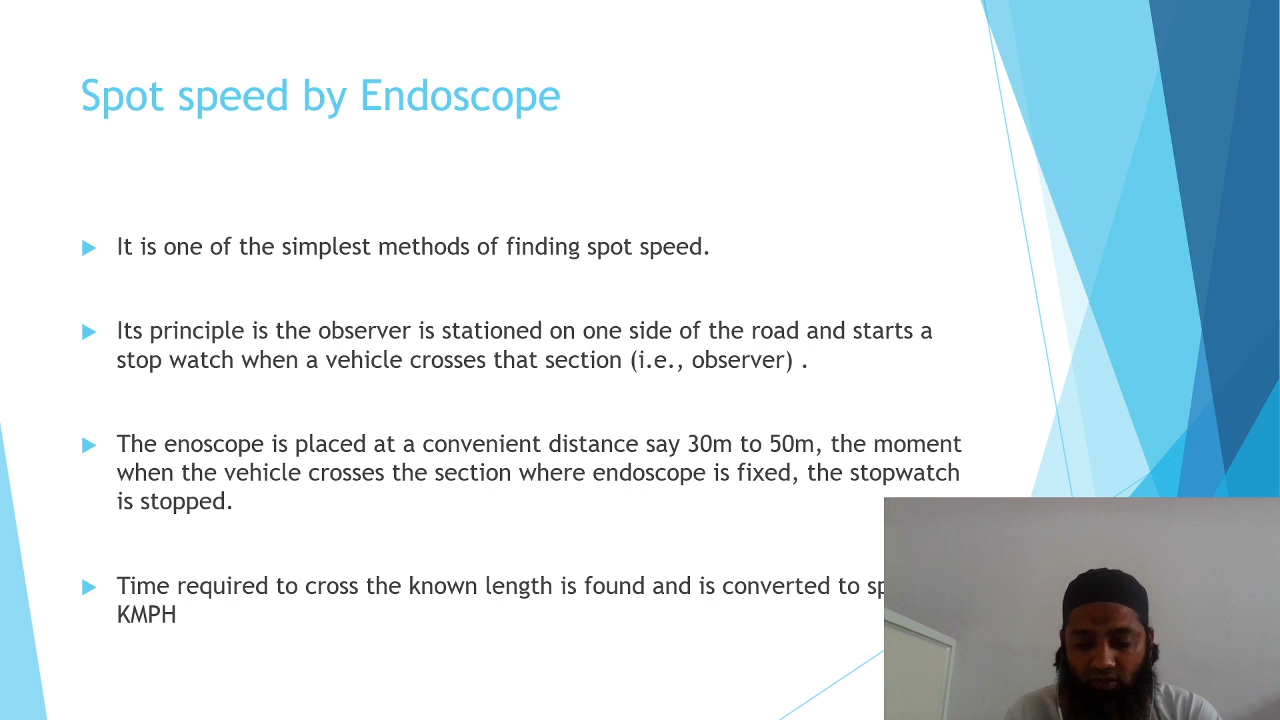 Spot speed by Endoscope
It is one of the simplest methods of finding spot speed.
Its principle is the observer is stationed on one side of the road and starts a
stop watch when a vehicle crosses that section (i.e., observer) .
The enoscope is placed at a convenient distance say 30m to 50m, the moment
when the vehicle crosses the section where endoscope is fixed, the stopwatch
is stopped.
Time required to cross the known length is found and is converted to
KMPH